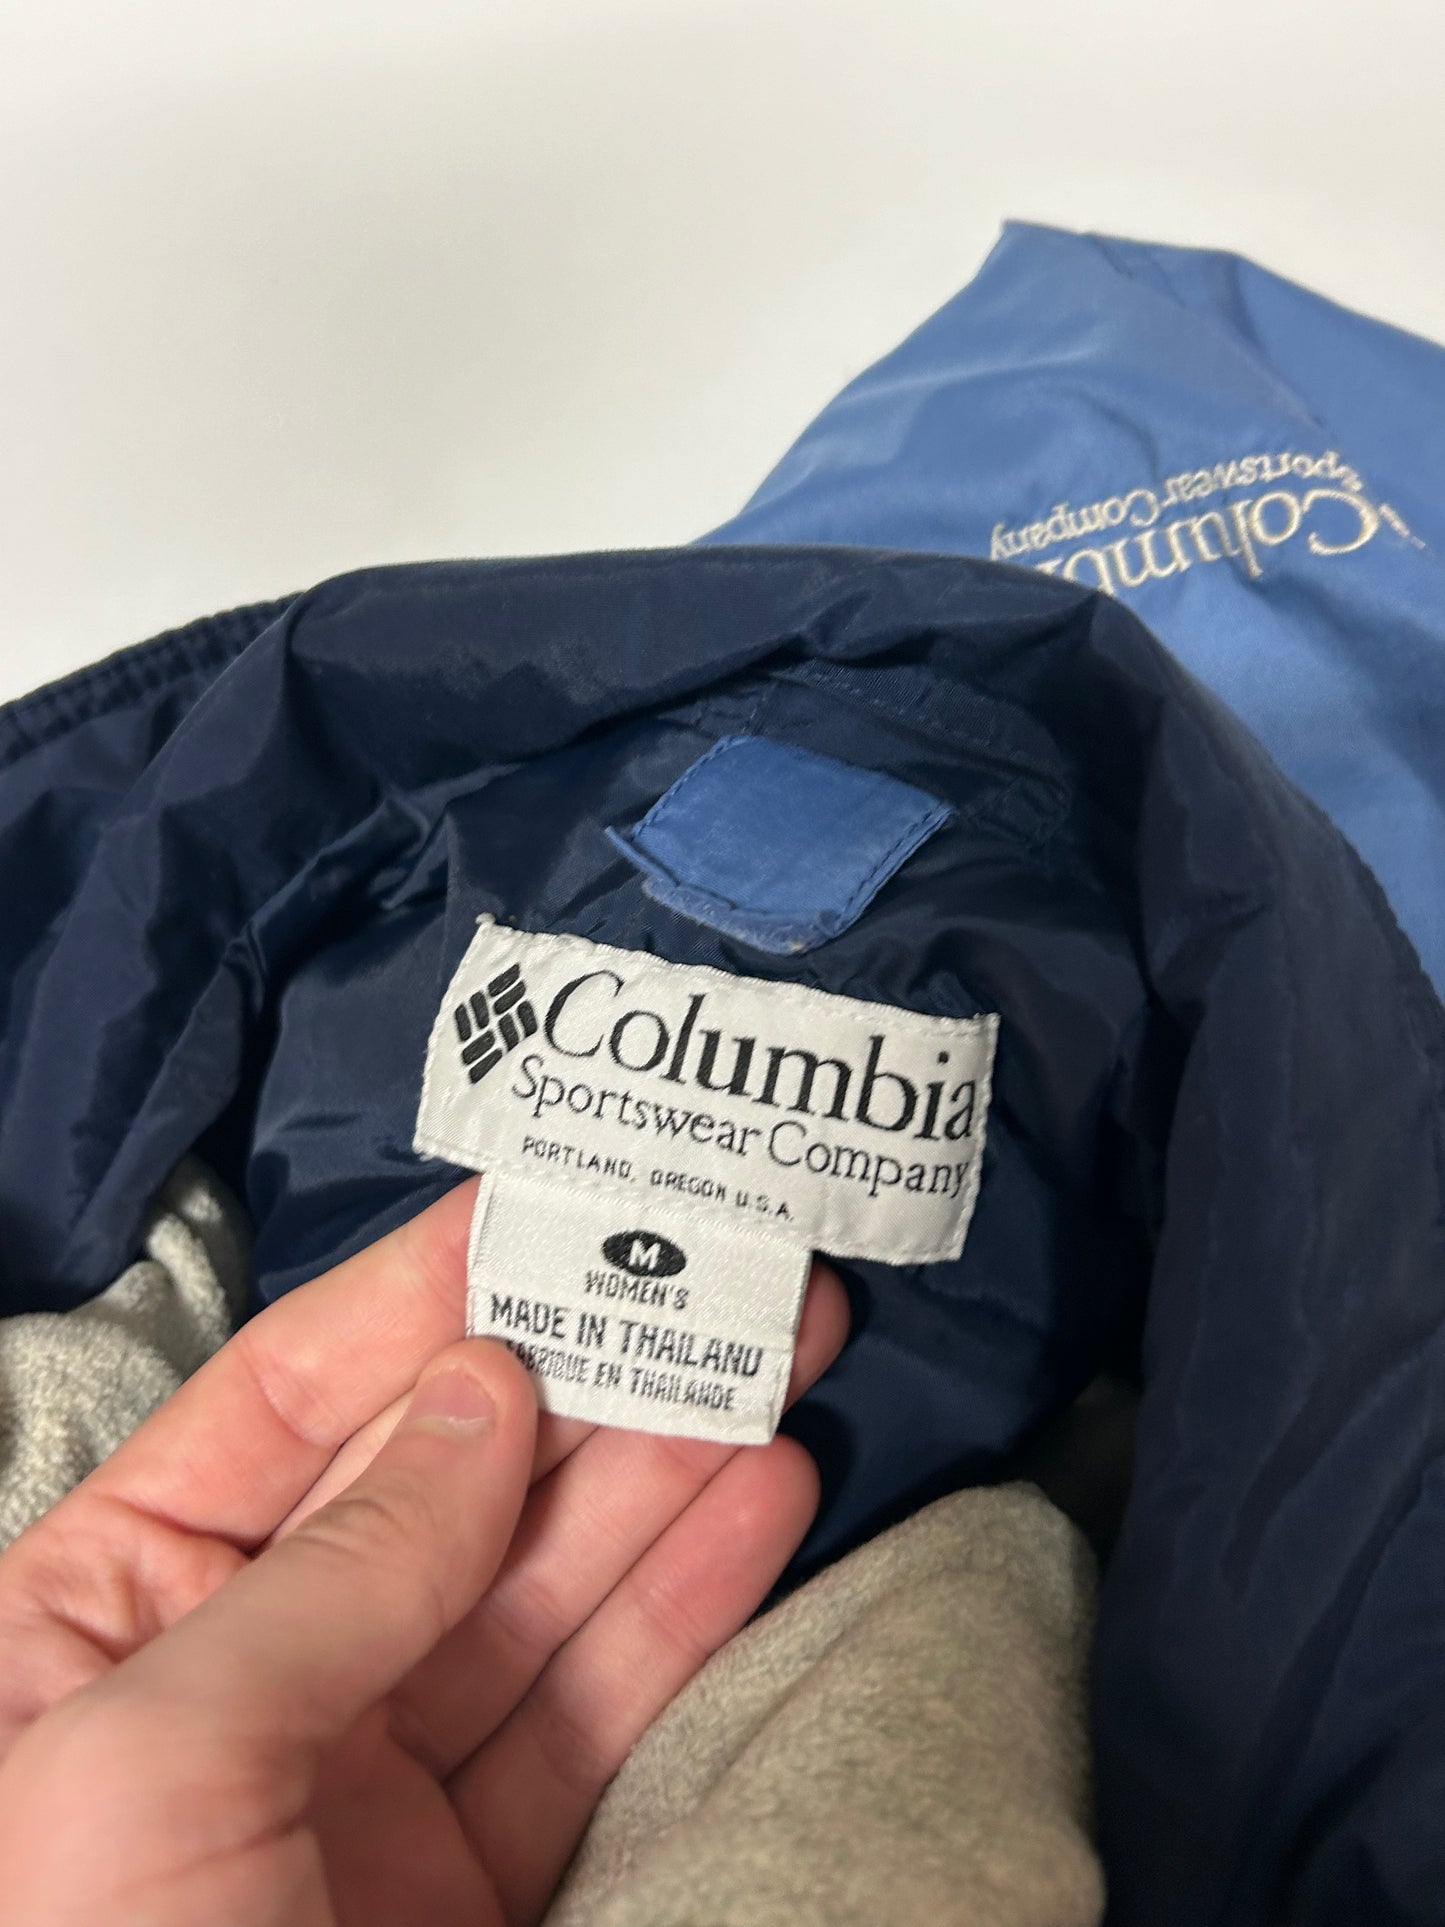 Columbia
Sportswear Company
Columbia
Sportswear Company
PORTLAND, OREGON U.S.A.
M
WOMEN'S
MADE IN THAILAND
FABRIQUE EN THAILANDE